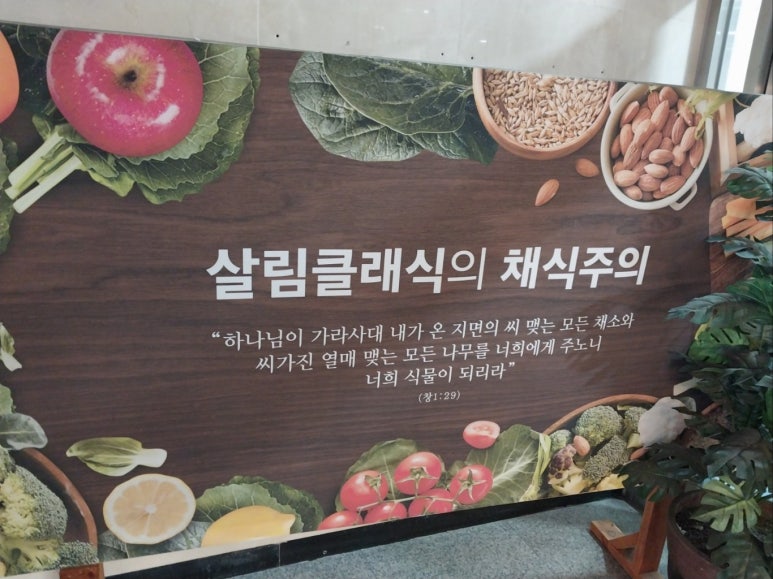 살림클래식의 채식주의
“하나님이 가라사대 내가 온 지면의 씨 맺는 모든 채소와
씨가진 열매 맺는 모든 나무를 너희에게 주노니
너희 식물이 되리라”
(창1:29)